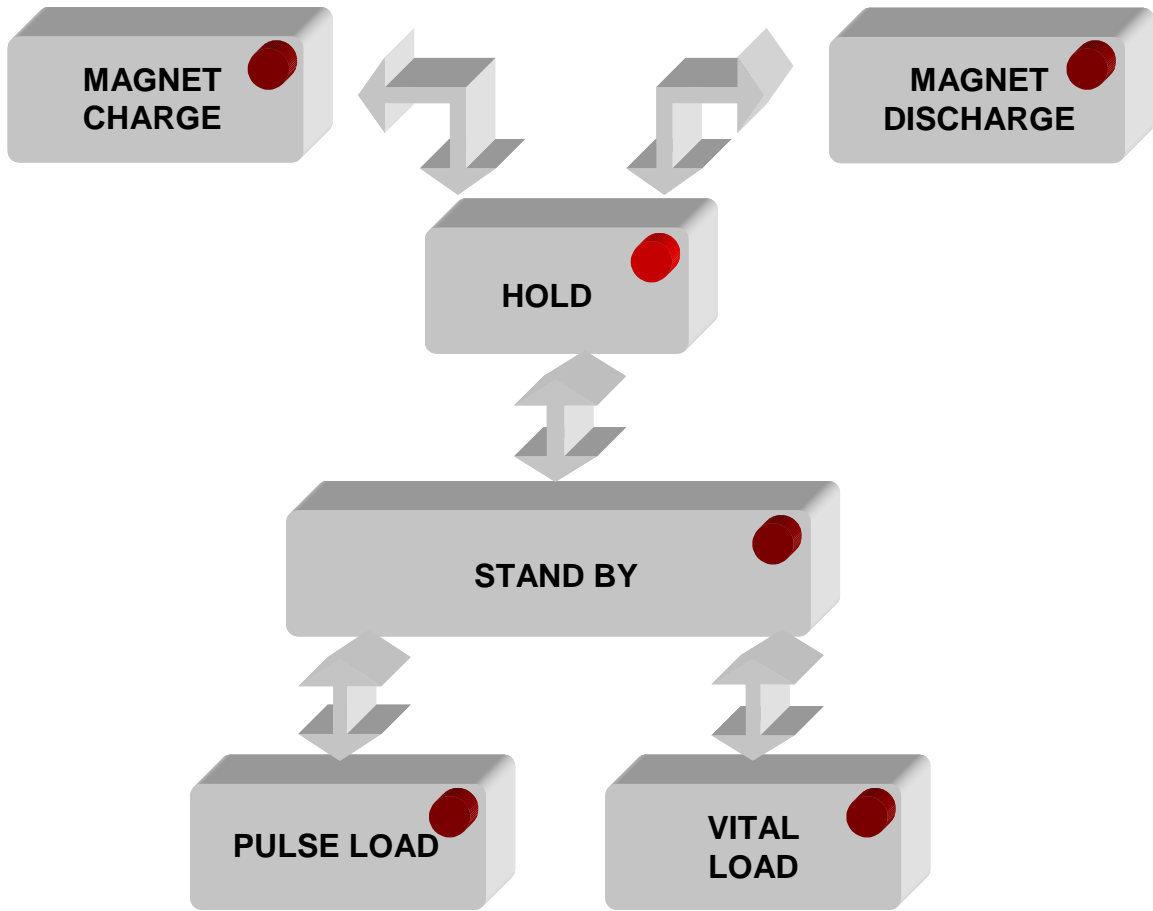 MAGNET
CHARGE
MAGNET
DISCHARGE
HOLD
STAND BY
PULSE LOAD
VITAL
LOAD